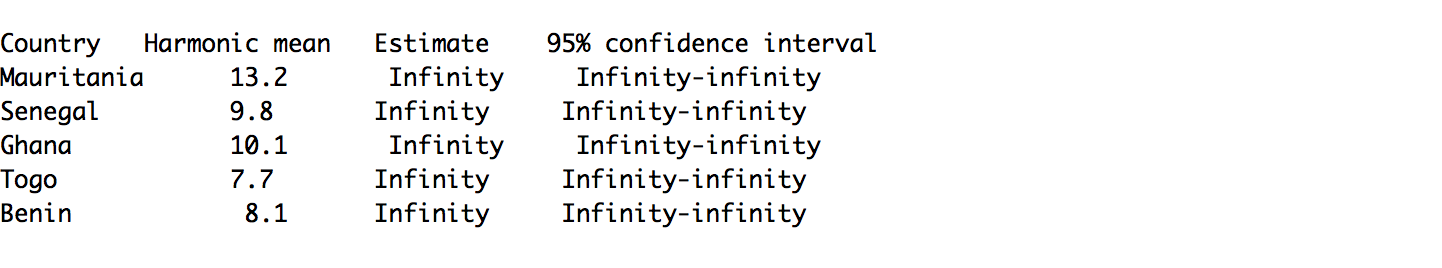 Country Harmonic mean Estimate 95% confidence interval
Mauritania 13.2 Infinity Infinity-infinity
Senegal 9.8 Infinity Infinity-infinity
Ghana 10.1 Infinity Infinity-infinity
Togo 7.7 Infinity Infinity-infinity
Benin 8.1 Infinity Infinity-infinity